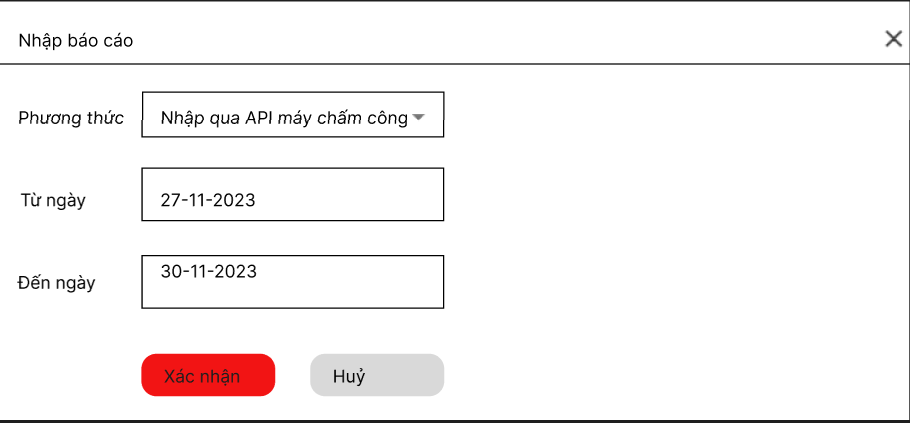 Nhập báo cáo
Phương thức Nhập qua API máy chấm công
Từ ngày 27-11-2023
Đến ngày 30-11-2023
Xác nhận Huỷ